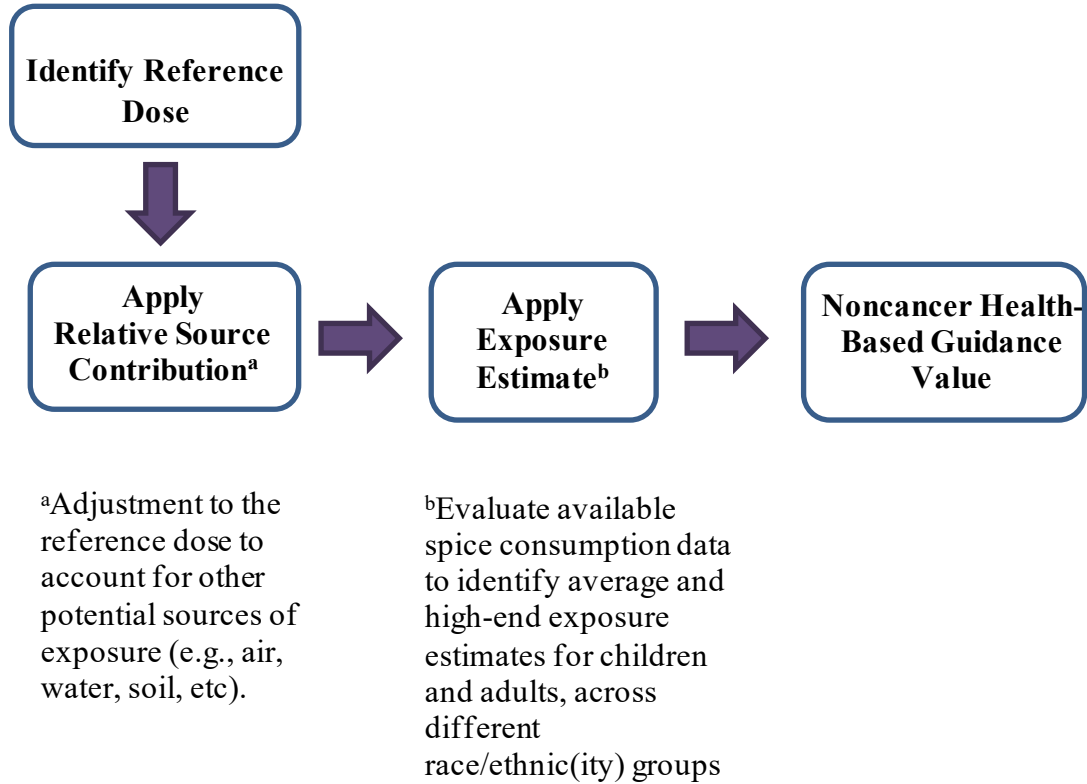 Identify Reference
Dose
Apply
Relative Source
Contributionᵃ
Apply
Exposure
Estimateᵇ
Noncancer Health-
Based Guidance
Value
ᵃAdjustment to the
reference dose to
account for other
potential sources of
exposure (e.g., air,
water, soil, etc).
ᵇEvaluate available
spice consumption data
to identify average and
high-end exposure
estimates for children
and adults, across
different
race/ethnic(ity) groups